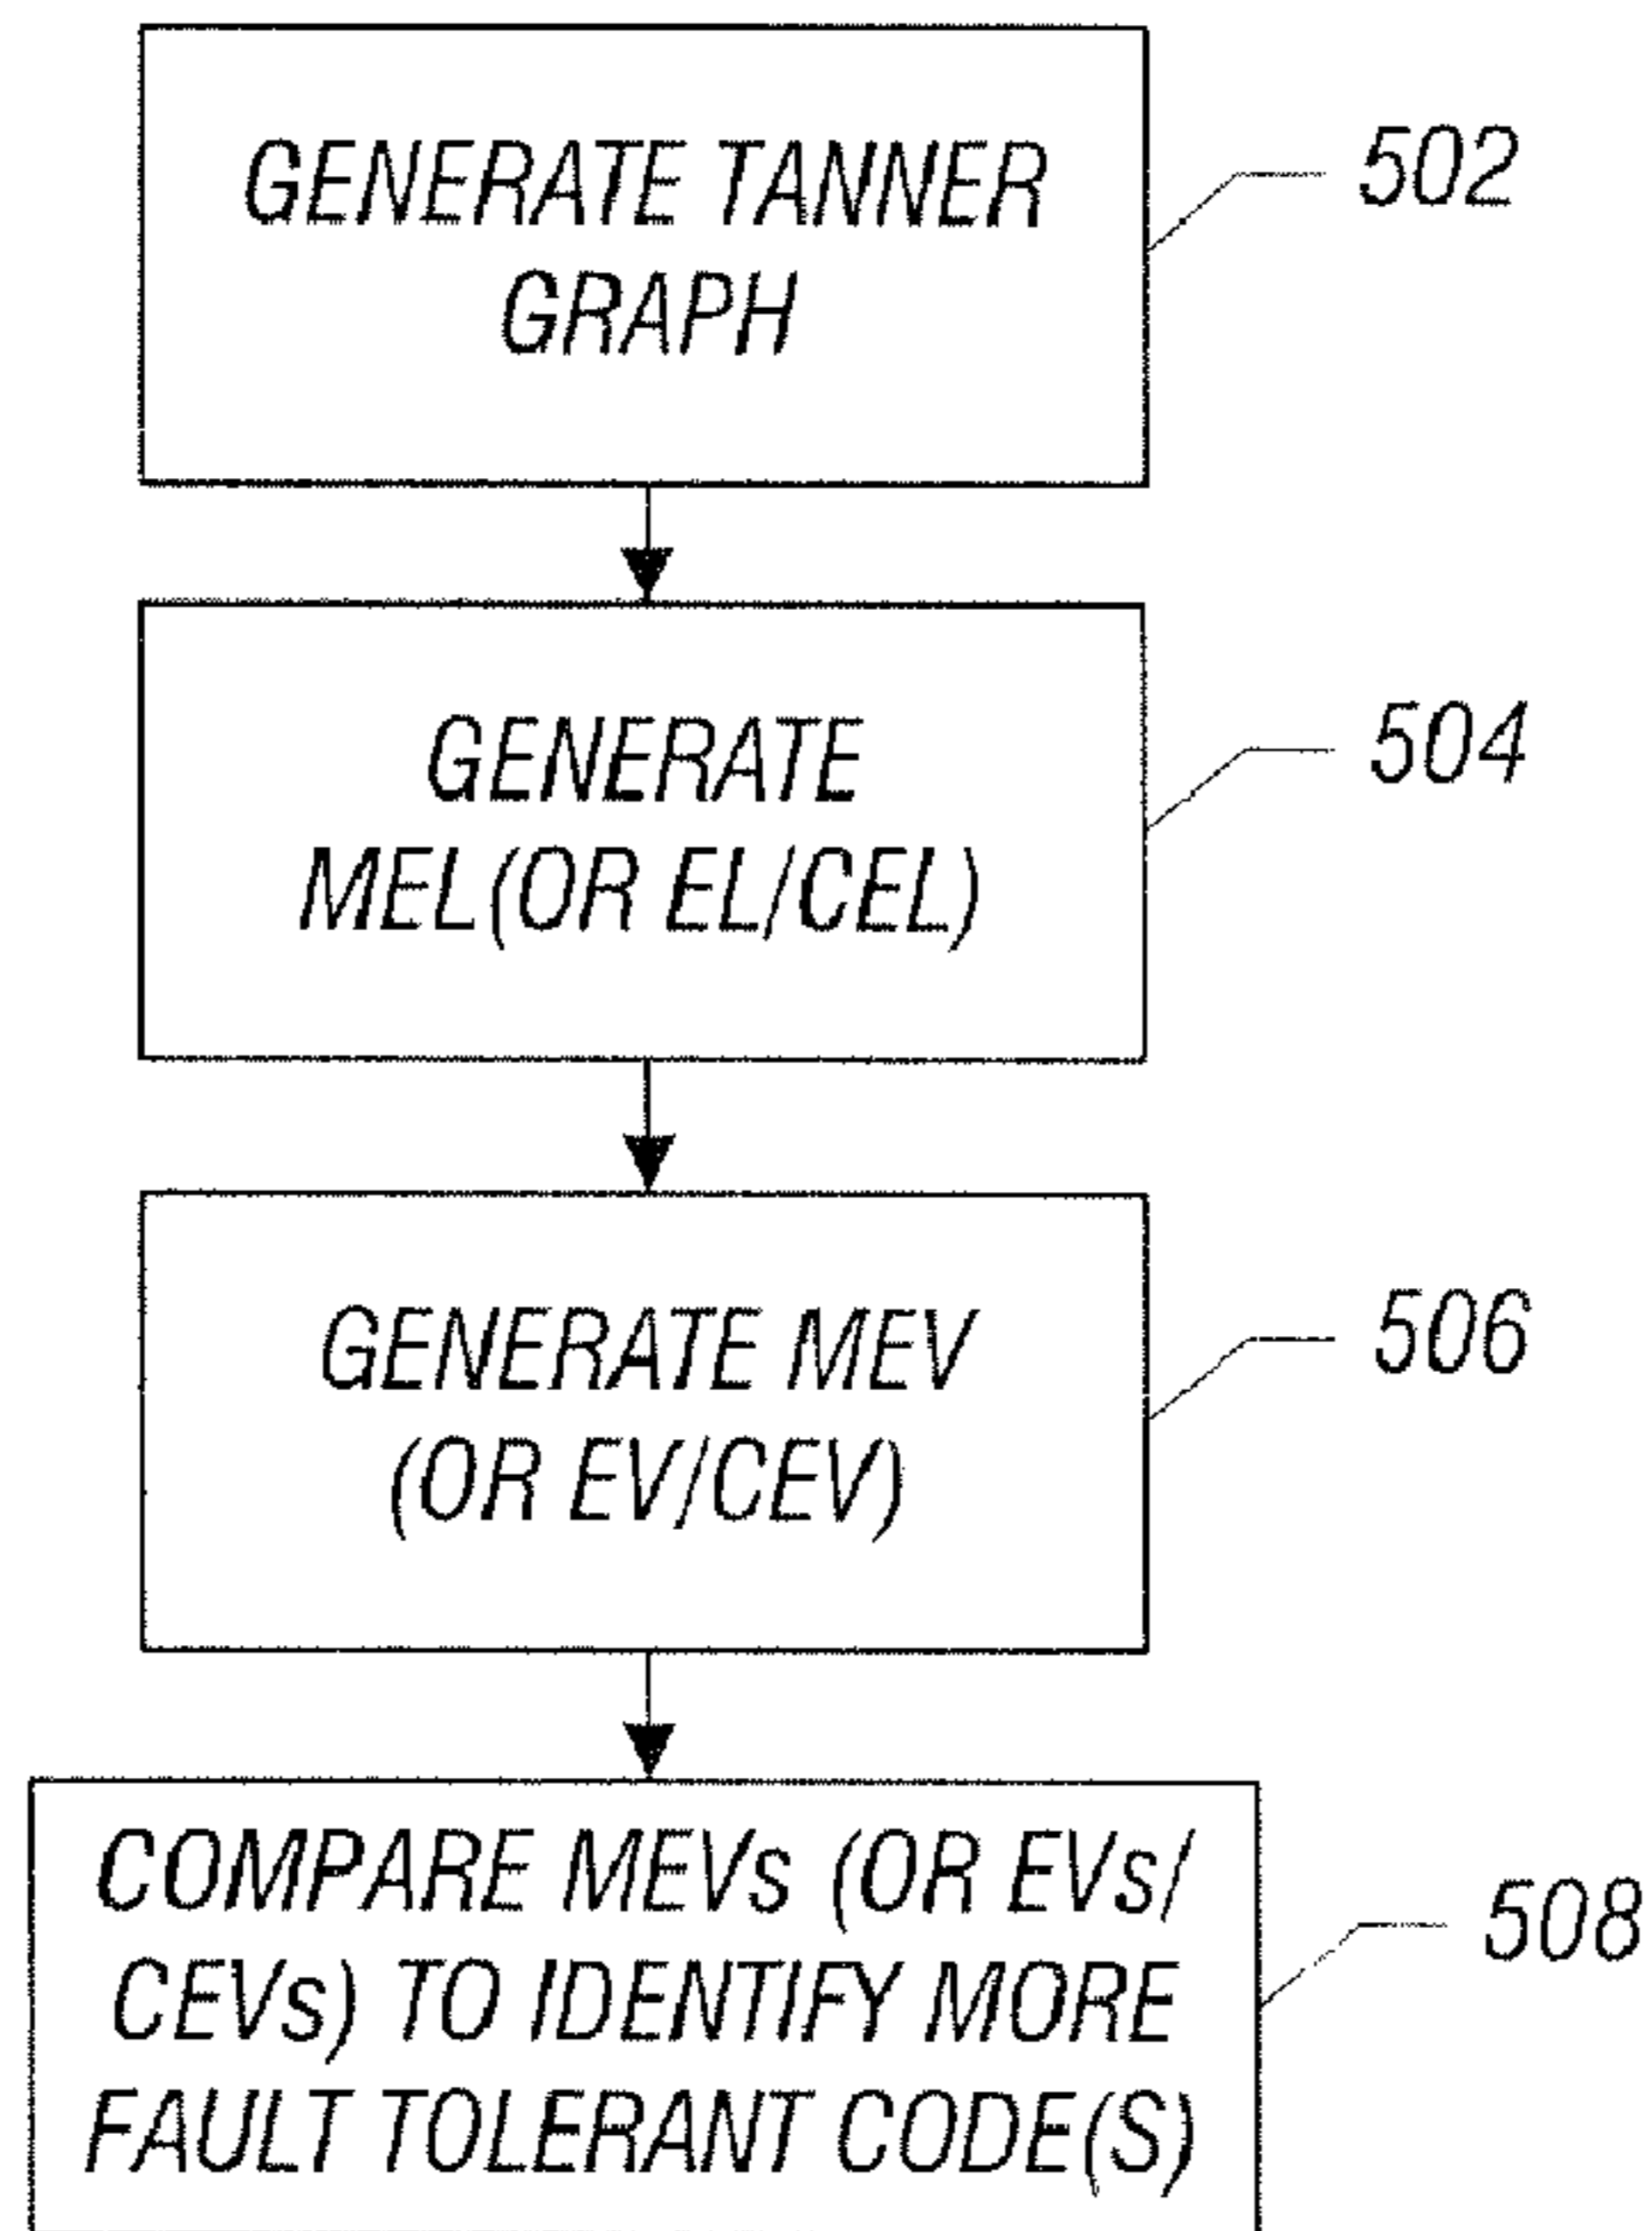 GENERATE TANNER
GRAPH
502
GENERATE
MEL(OR EL/CEL)
504
GENERATE MEV
(OR EV/CEV)
506
COMPARE MEVs (OR EVs/
CEVs) TO IDENTIFY MORE
FAULT TOLERANT CODE(S)
508